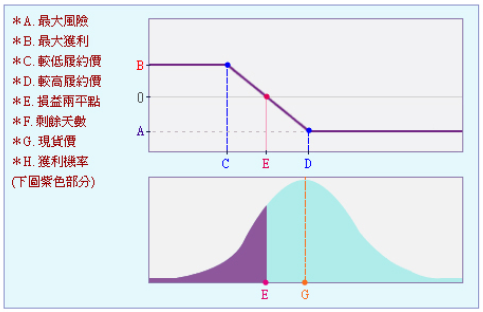 ＊A. 最大風險
＊B. 最大獲利
＊C. 較低履約價
＊D. 較高履約價
＊E. 損益兩平點
＊F. 剩餘天數
＊G. 現貨價
＊H. 獲利機率
(下圖紫色部分)
B
0
A
C E D
E G